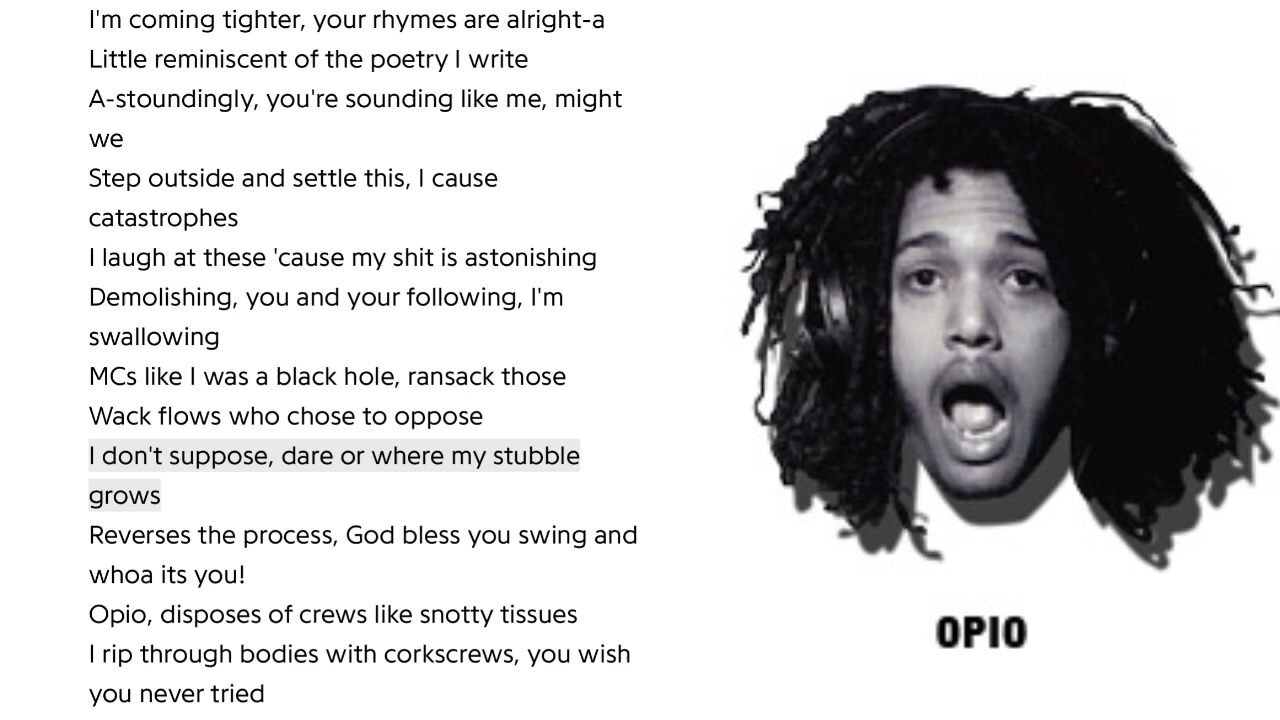 I'm coming tighter, your rhymes are alright-a
Little reminiscent of the poetry I write
A-stoundingly, you're sounding like me, might
we
Step outside and settle this, I cause
catastrophes
I laugh at these 'cause my shit is astonishing
Demolishing, you and your following, I'm
swallowing
MCs like I was a black hole, ransack those
Wack flows who chose to oppose
I don't suppose, dare or where my stubble
grows
Reverses the process, God bless you swing and
whoa its you!
Opio, disposes of crews like snotty tissues
I rip through bodies with corkscrews, you wish
you never tried
OPIO